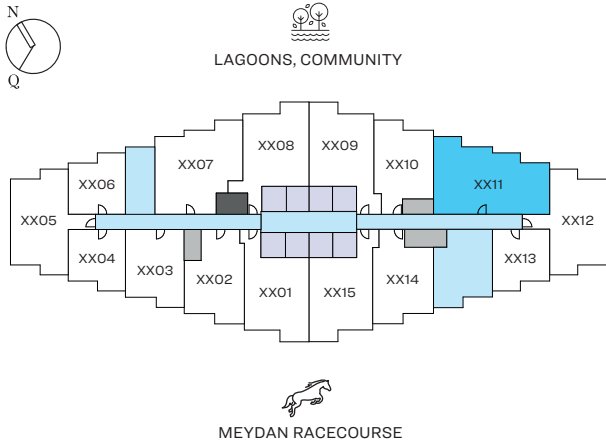 N
Q
LAGOONS, COMMUNITY
XX08
XX09
XX07
XX10
XX06
XX11
XX05
XX12
XX04
XX03
XX02
XX01
XX15
XX14
XX13
MEYDAN RACECOURSE